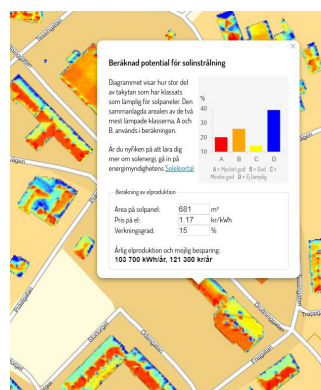 ×
Beräknad potential för solinstrålning
Diagrammet visar hur stor del
av takytan som har klassats
som lämplig för solpaneler. Den
sammanlagda arealen av de två
mest lämpade klasserna, A och
B, används i beräkningen.
Är du nyfiken på att lära dig
mer om solenergi, gå in på
energimyndighetens Solelportal
%
40
30
20
10
A B C D
A = Mycket god B = God C =
Mindre god D = Ej lämplig
Beräkning av elproduktion
Area på solpanel: 681 m²
Pris på el: 1.17 kr/kWh
Verkningsgrad: 15 %
Årlig elproduktion och möjlig besparing:
103 700 kWh/år, 121 300 kr/år
Storgatan
Odengatan
Drottninggatan